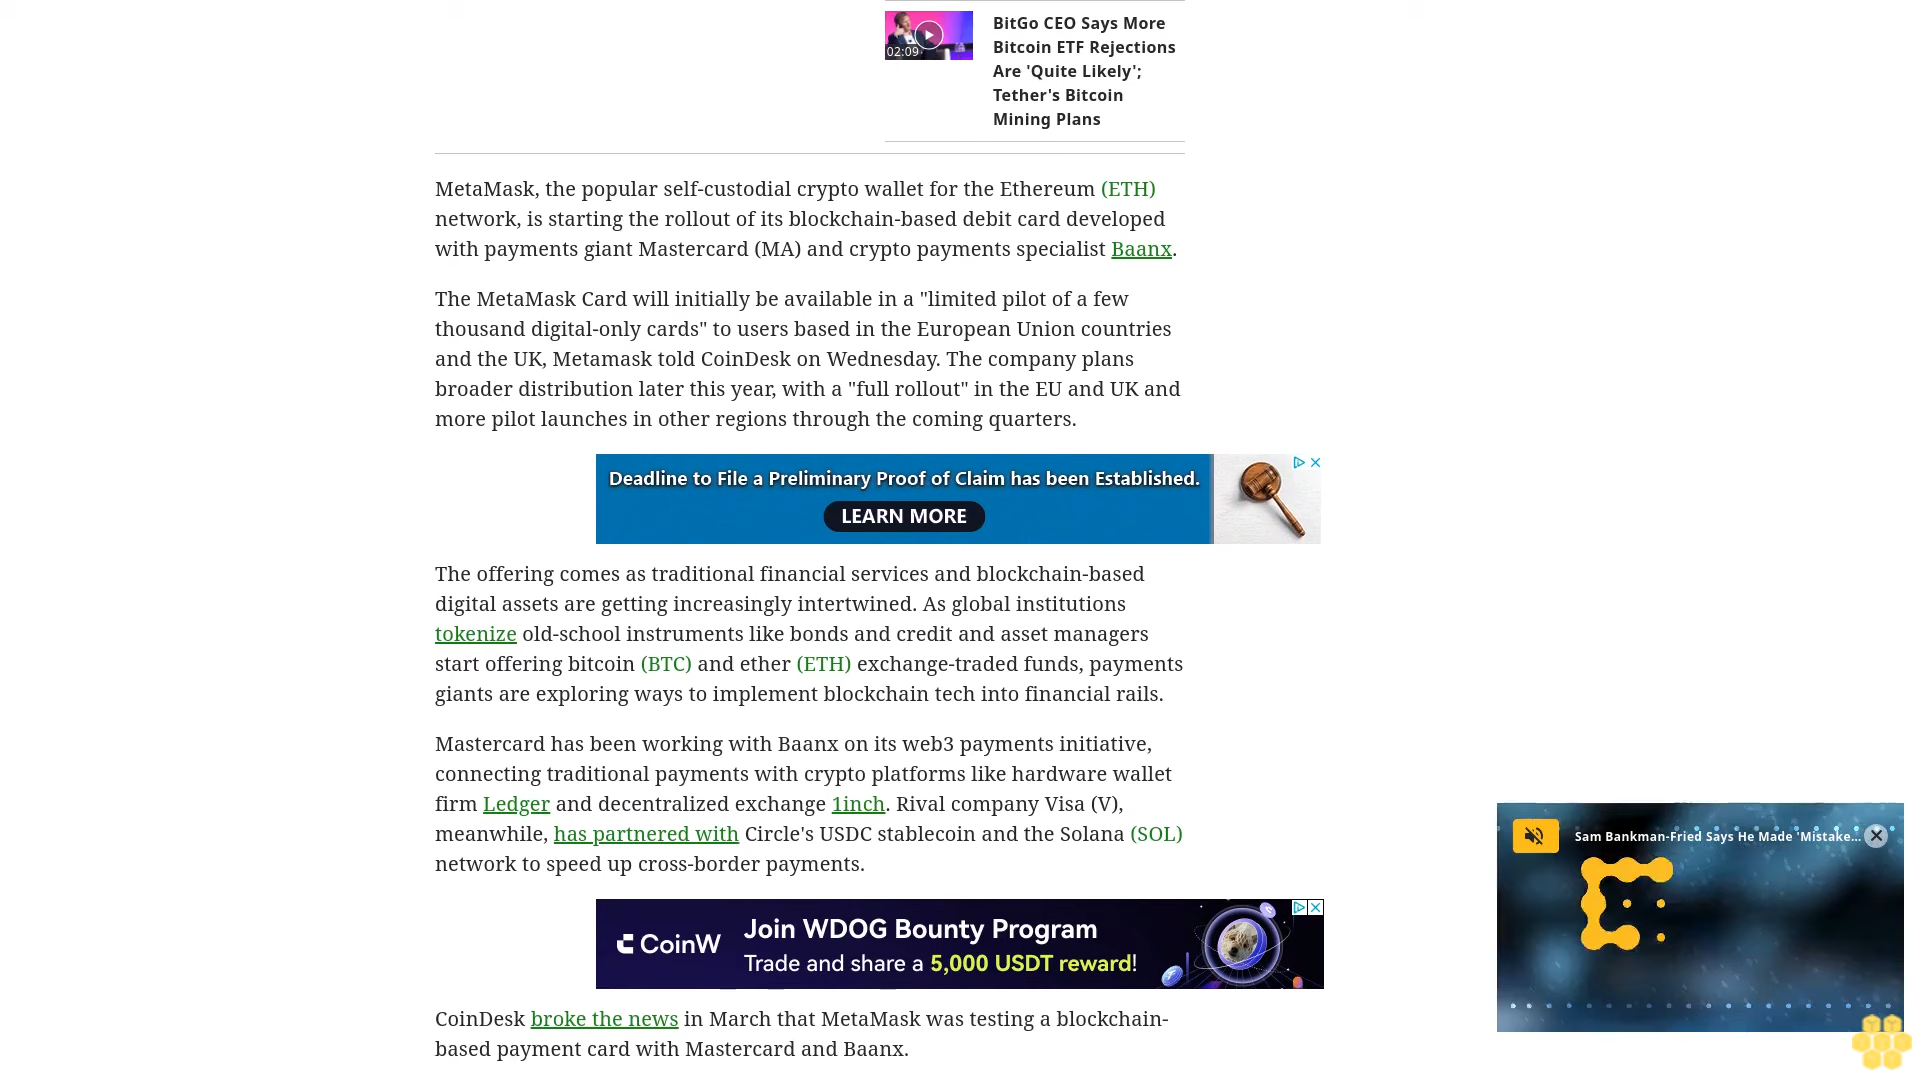 BitGo CEO Says More
Bitcoin ETF Rejections
Are 'Quite Likely';
Tether's Bitcoin
Mining Plans
02:09
MetaMask, the popular self-custodial crypto wallet for the Ethereum (ETH)
network, is starting the rollout of its blockchain-based debit card developed
with payments giant Mastercard (MA) and crypto payments specialist Baanx.
The MetaMask Card will initially be available in a "limited pilot of a few
thousand digital-only cards" to users based in the European Union countries
and the UK, Metamask told CoinDesk on Wednesday. The company plans
broader distribution later this year, with a "full rollout" in the EU and UK and
more pilot launches in other regions through the coming quarters.
Deadline to File a Preliminary Proof of Claim has been Established.
LEARN MORE
The offering comes as traditional financial services and blockchain-based
digital assets are getting increasingly intertwined. As global institutions
tokenize old-school instruments like bonds and credit and asset managers
start offering bitcoin (BTC) and ether (ETH) exchange-traded funds, payments
giants are exploring ways to implement blockchain tech into financial rails.
Mastercard has been working with Baanx on its web3 payments initiative,
connecting traditional payments with crypto platforms like hardware wallet
firm Ledger and decentralized exchange 1inch. Rival company Visa (V),
meanwhile, has partnered with Circle's USDC stablecoin and the Solana (SOL)
network to speed up cross-border payments.
Sam Bankman-Fried Says He Made 'Mistake...
CoinW
Join WDOG Bounty Program
Trade and share a 5,000 USDT reward!
CoinDesk broke the news in March that MetaMask was testing a blockchain-
based payment card with Mastercard and Baanx.